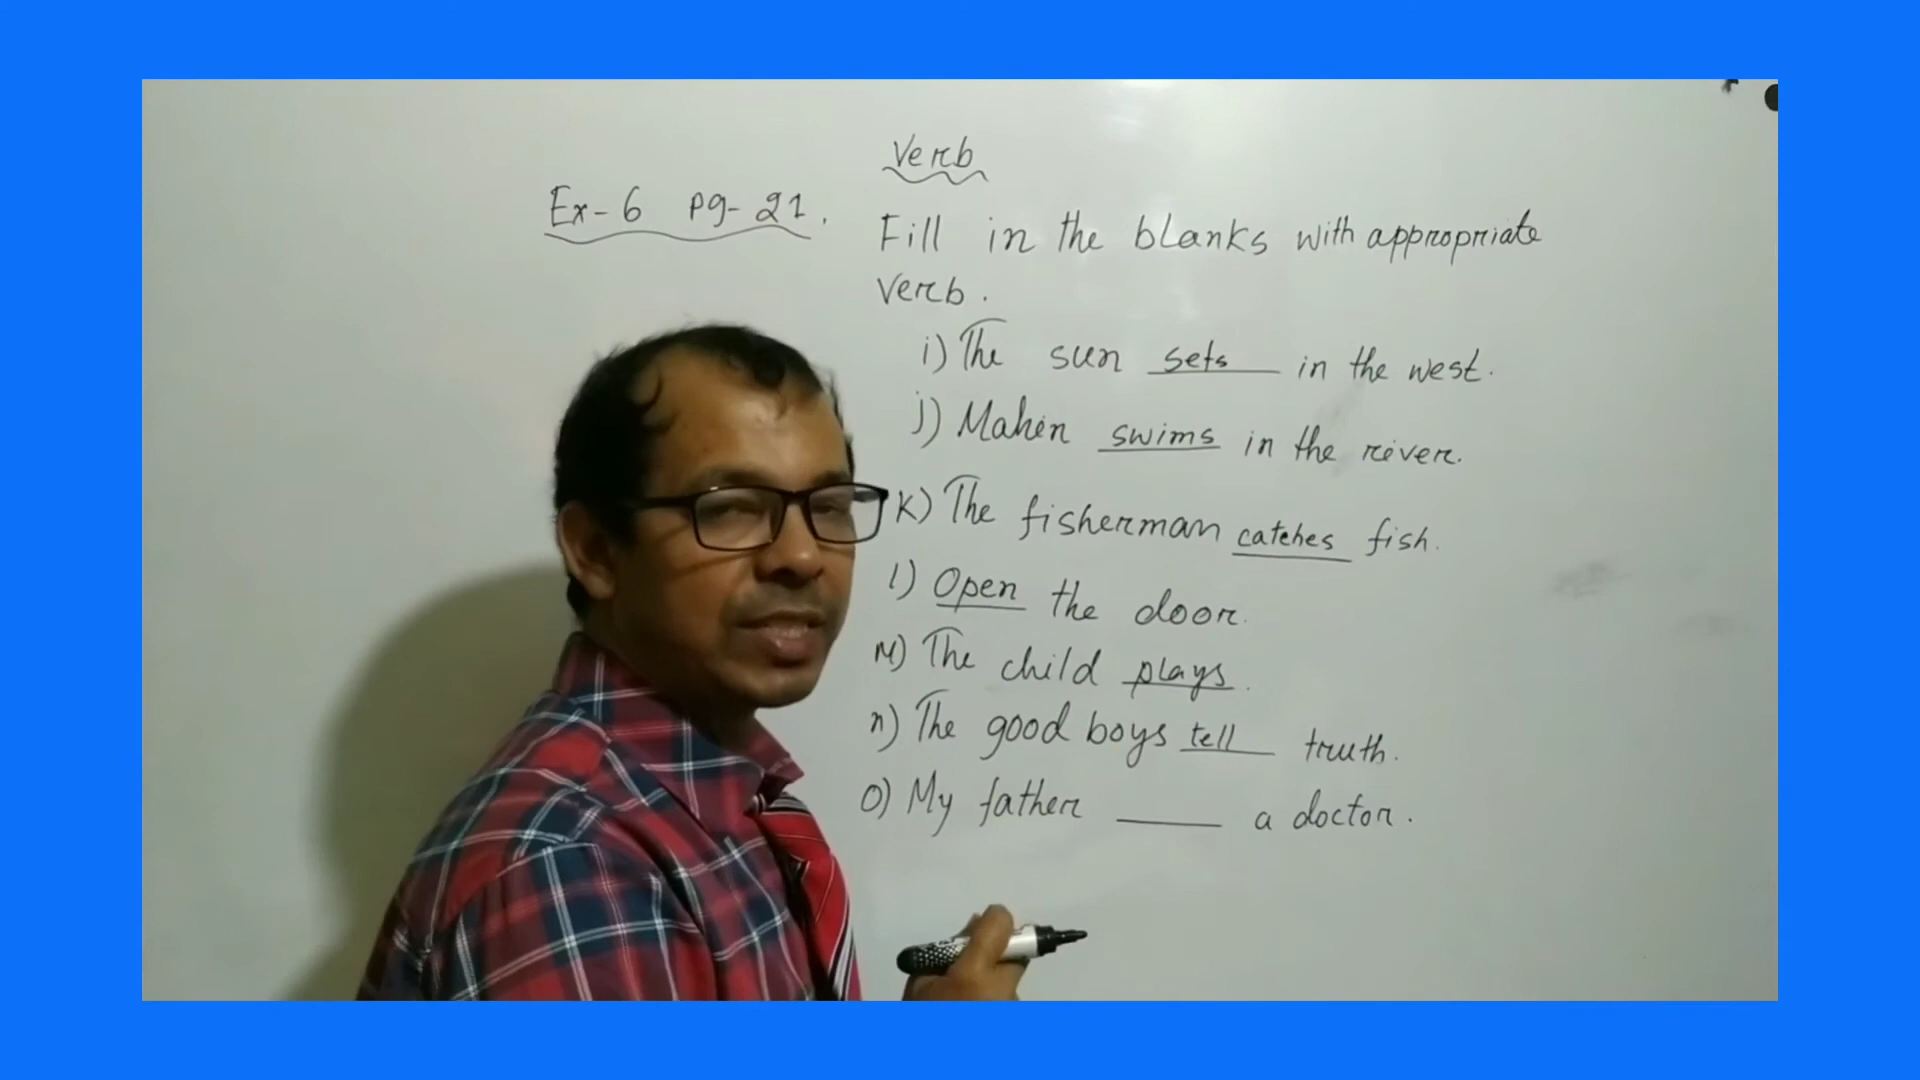 Verb
Ex-6 pg-21.
Fill in the blanks with appropriate
Verb.
i) The sun sets in the west.
j) Mahin swims in the river.
K) The fisherman catches fish.
l) Open the door.
M) The child plays.
n) The good boys tell truth.
O) My father ____ a doctor.